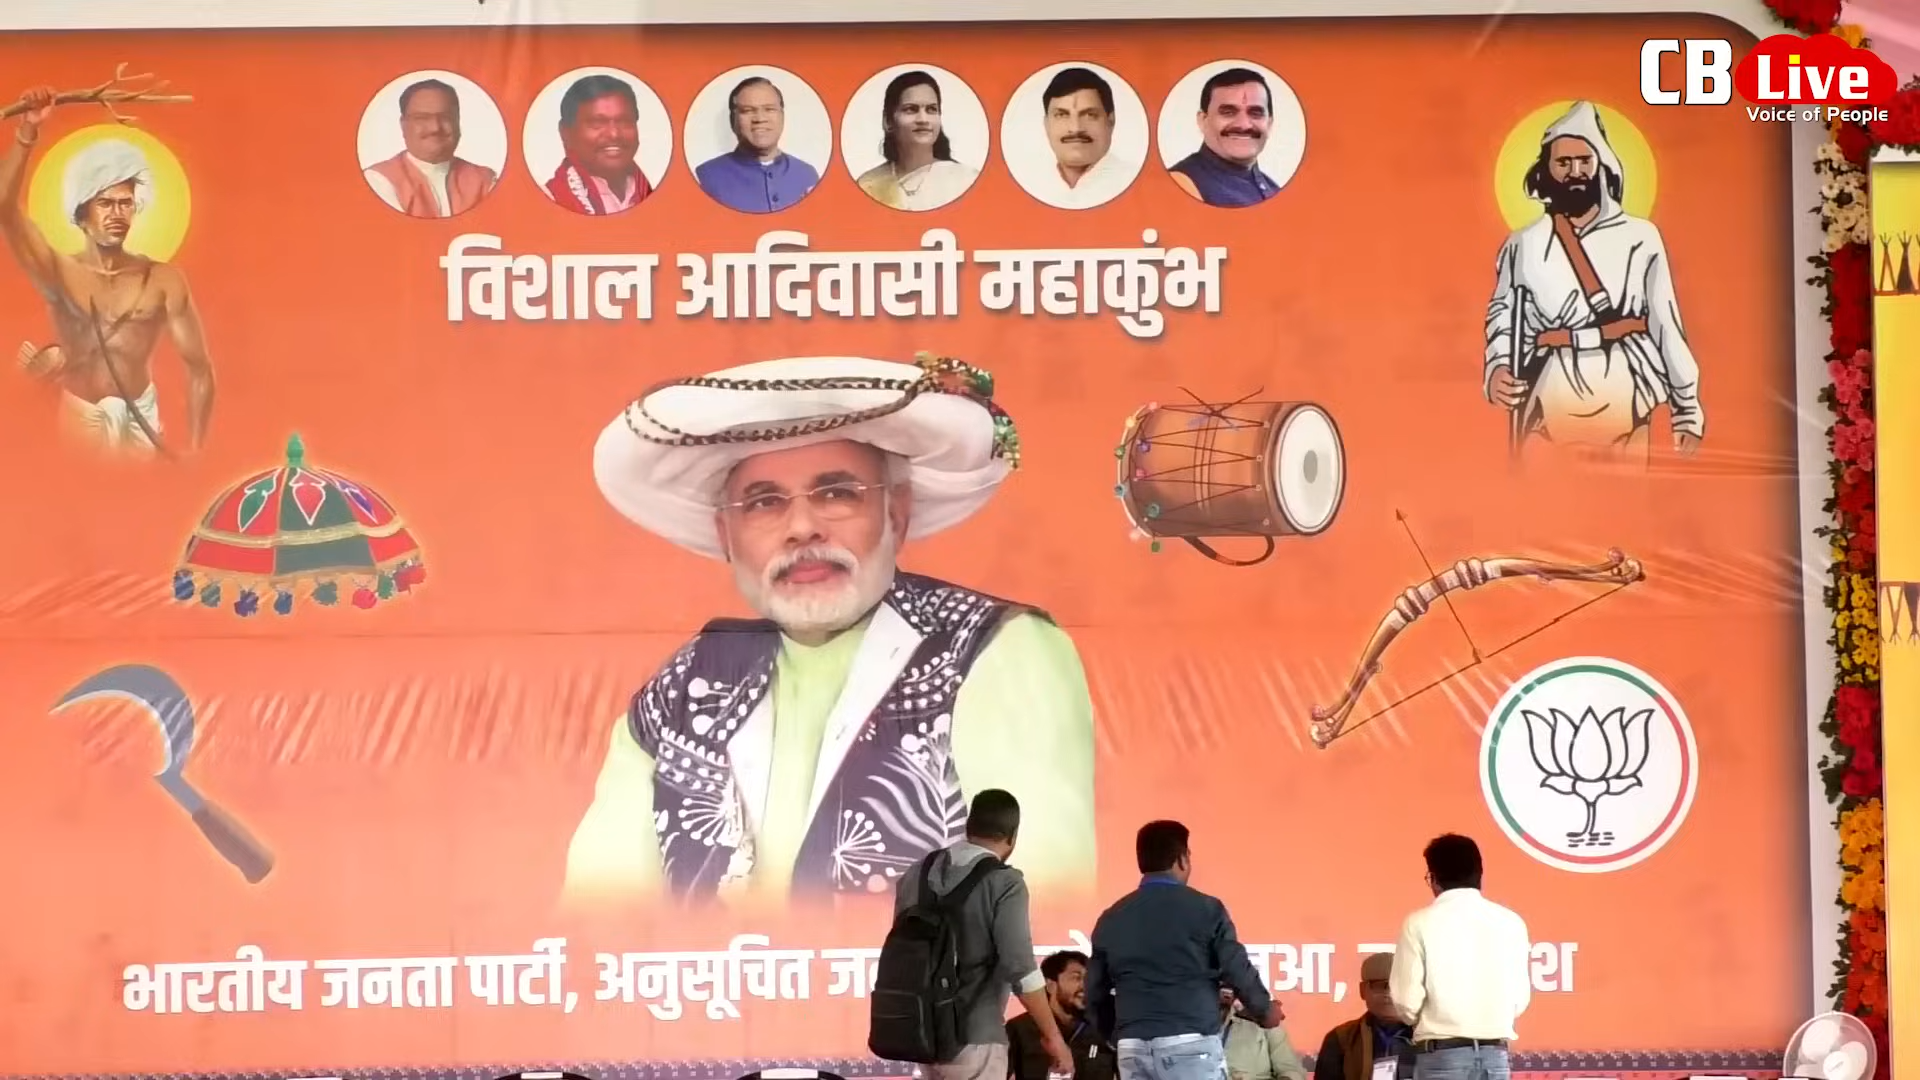 CB Live
Voice of People
विशाल आदिवासी महाकुंभ
भारतीय जनता पार्टी, अनुसूचित